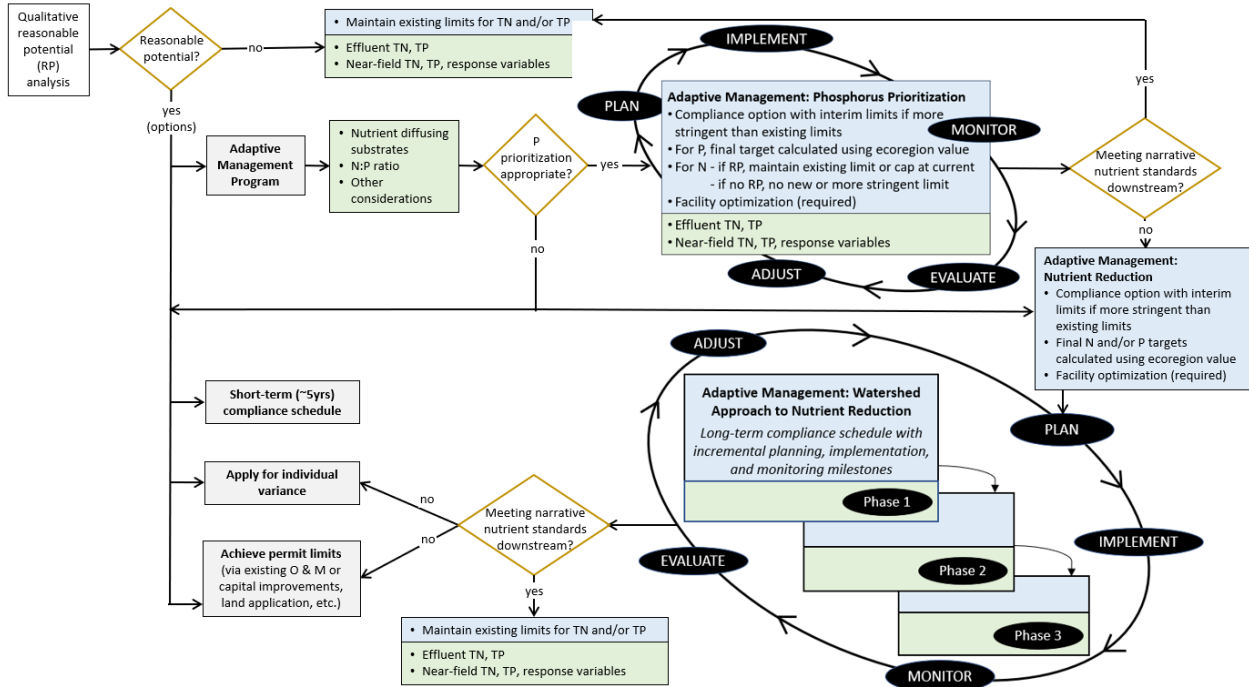 Qualitative
reasonable
potential
(RP)
analysis
Reasonable
potential?
no
yes
(options)
• Maintain existing limits for TN and/or TP
• Effluent TN, TP
• Near-field TN, TP, response variables
Adaptive
Management
Program
• Nutrient diffusing
substrates
• N:P ratio
• Other
considerations
P
prioritization
appropriate?
yes
no
IMPLEMENT
PLAN
MONITOR
ADJUST
EVALUATE
Adaptive Management: Phosphorus Prioritization
• Compliance option with interim limits if more
stringent than existing limits
• For P, final target calculated using ecoregion value
• For N - if RP, maintain existing limit or cap at current
- if no RP, no new or more stringent limit
• Facility optimization (required)
• Effluent TN, TP
• Near-field TN, TP, response variables
yes
Meeting narrative
nutrient standards
downstream?
no
Adaptive Management:
Nutrient Reduction
• Compliance option with interim
limits if more stringent than
existing limits
• Final N and/or P targets
calculated using ecoregion value
• Facility optimization (required)
Short-term (~5yrs)
compliance schedule
Apply for individual
variance
Achieve permit limits
(via existing O & M or
capital improvements,
land application, etc.)
no
no
Meeting narrative
nutrient standards
downstream?
yes
• Maintain existing limits for TN and/or TP
• Effluent TN, TP
• Near-field TN, TP, response variables
ADJUST
PLAN
IMPLEMENT
MONITOR
EVALUATE
Adaptive Management: Watershed
Approach to Nutrient Reduction
Long-term compliance schedule with
incremental planning, implementation,
and monitoring milestones
Phase 1
Phase 2
Phase 3